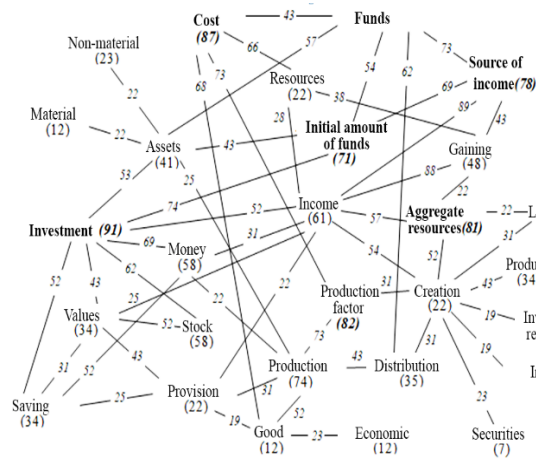 Cost
(87)
43
Funds
Non-material
(23)
66
57
73
62
54
73
Source of
income(78)
68
Resources
(22)
38
69
89
43
22
Material
(12)
22
Assets
(41)
28
43
Initial amount
of funds
(71)
Gaining
(48)
53
25
88
22
74
Investment (91)
52
Income
(61)
57
Aggregate
resources(81)
22
L
69
Money
(58)
31
54
52
31
Produ
(34
43
62
52
43
25
22
22
Production
factor
(82)
31
Creation
(22)
19
Inv
re
Values
(34)
52
Stock
(58)
73
31
19
31
43
52
Production
(74)
43
Distribution
(35)
I
Saving
(34)
25
Provision
(22)
31
52
23
19
Good
(12)
23
Economic
(12)
Securities
(7)